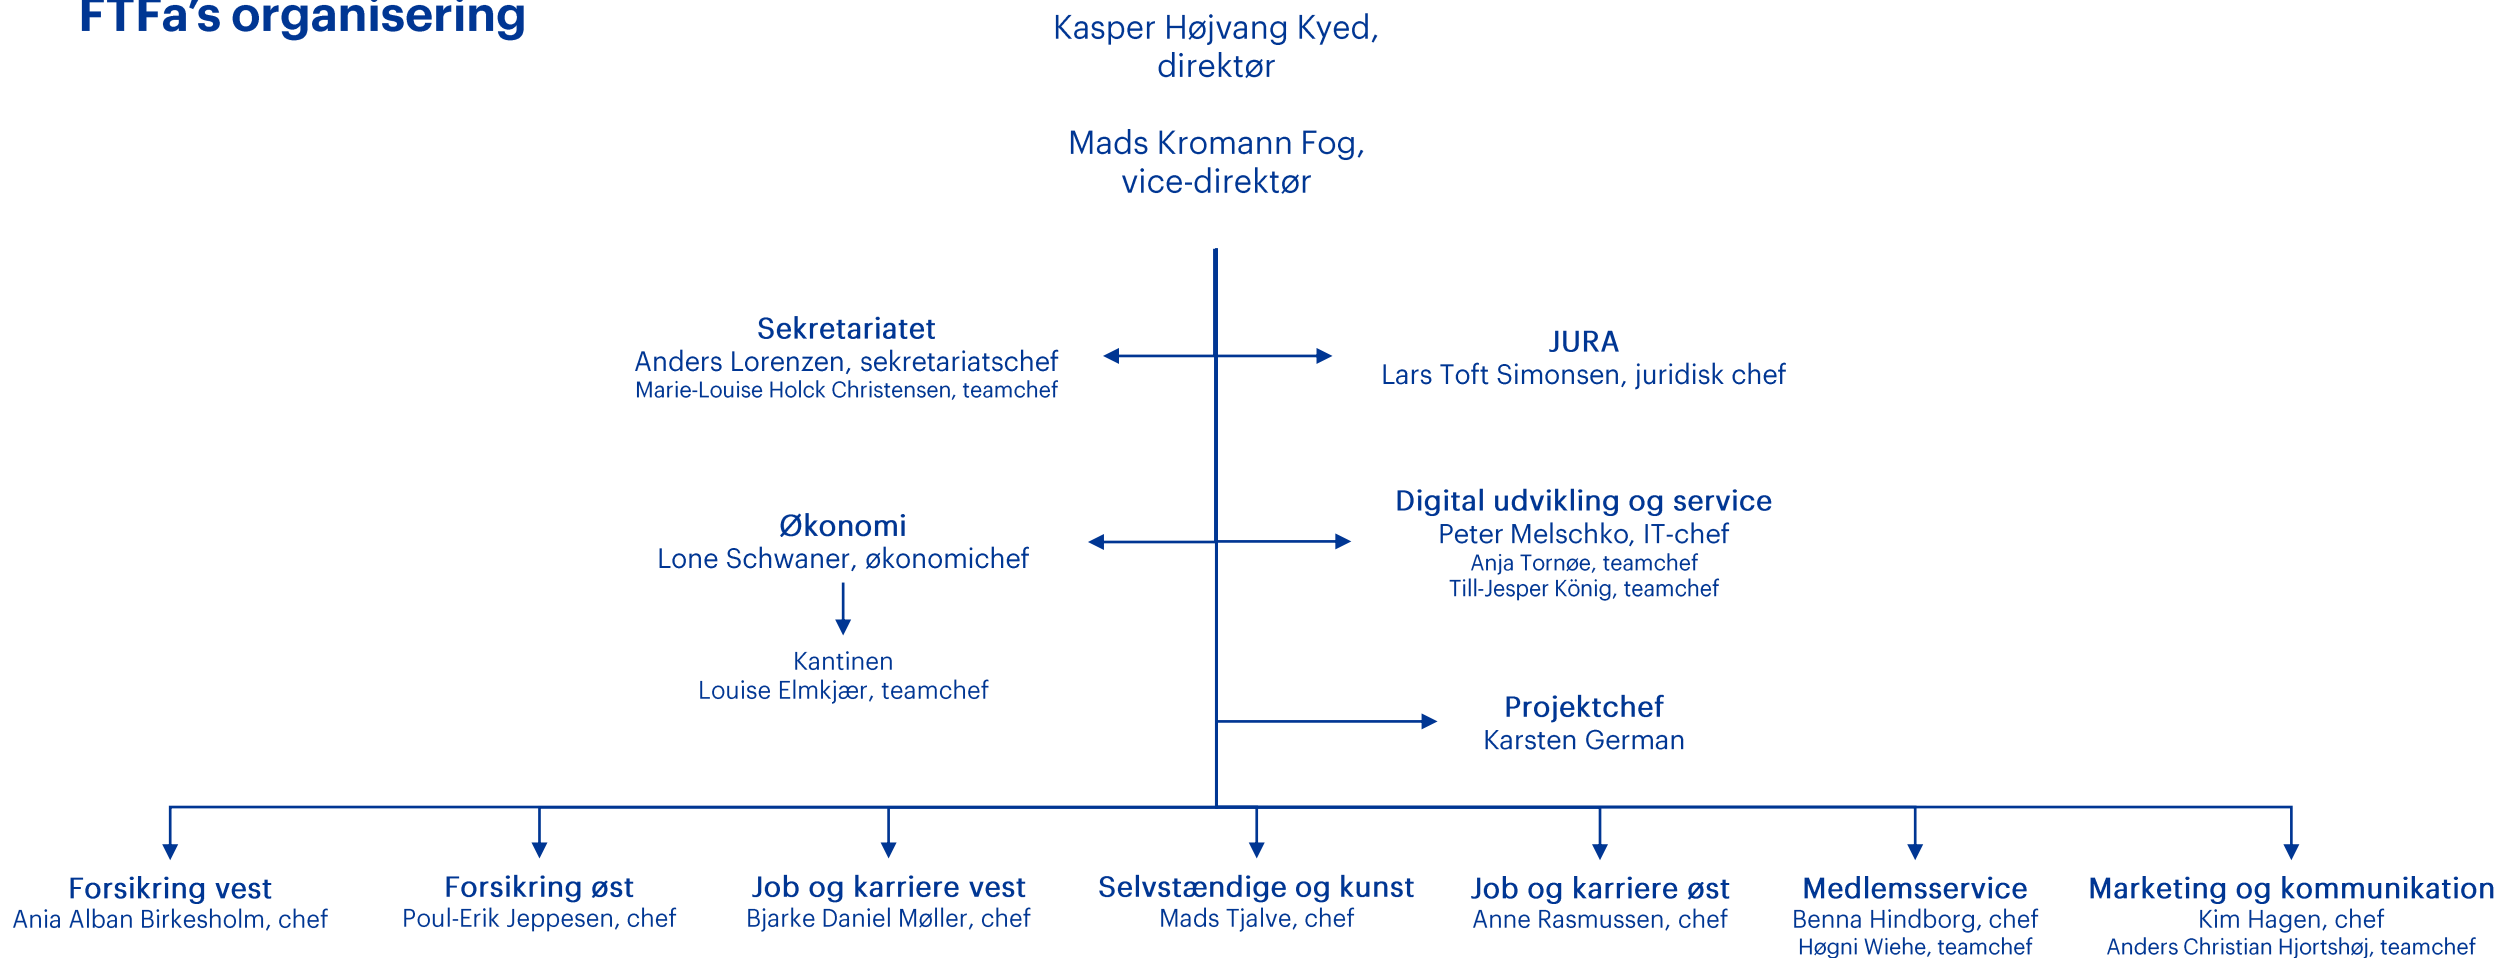 FTFa's organisering
Kasper Højvang Kyed,
direktør
Mads Kromann Fog,
vice-direktør
Sekretariatet
Anders Lorenzen, sekretariatschef
Marie-Louise Holck Christensen, teamchef
JURA
Lars Toft Simonsen, juridisk chef
Økonomi
Lone Schwaner, økonomichef
Digital udvikling og service
Peter Melschko, IT-chef
Anja Tornøe, teamchef
Till-Jesper König, teamchef
Kantinen
Louise Elmkjær, teamchef
Projektchef
Karsten German
Forsikring vest
Anina Alban Birkesholm, chef
Forsikring øst
Poul-Erik Jeppesen, chef
Job og karriere vest
Bjarke Daniel Møller, chef
Selvstændige og kunst
Mads Tjalve, chef
Job og karriere øst
Anne Rasmussen, chef
Medlemsservice
Benna Hindborg, chef
Høgni Wiehe, teamchef
Marketing og kommunikation
Kim Hagen, chef
Anders Christian Hjortshøj, teamchef